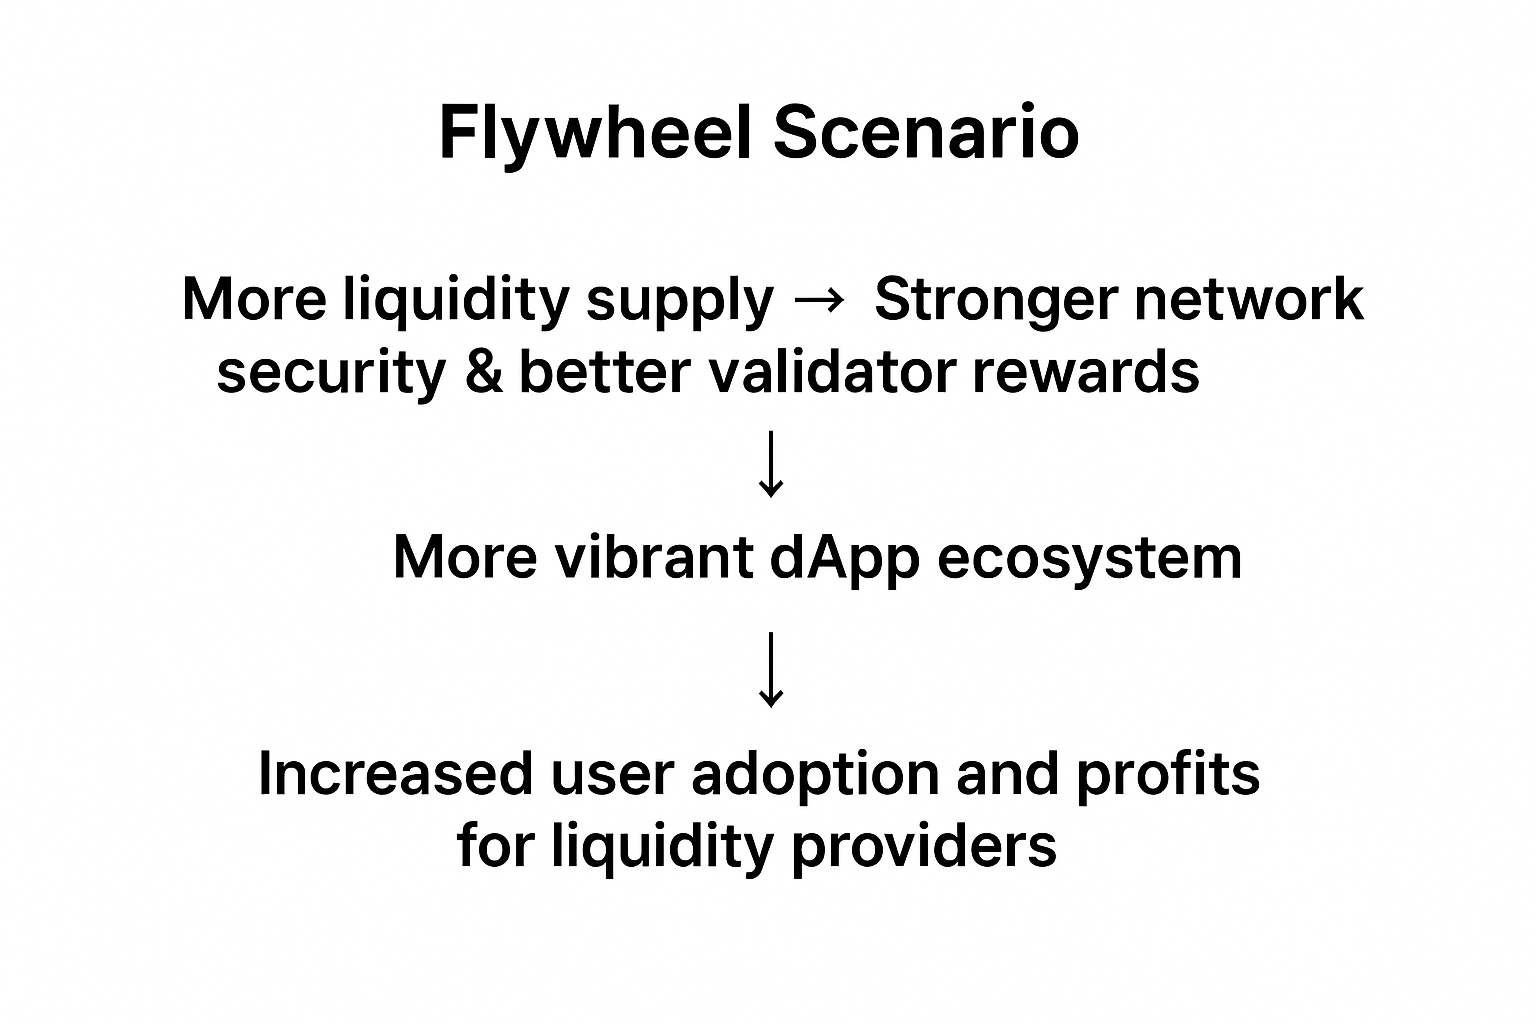 Flywheel Scenario
More liquidity supply → Stronger network
security & better validator rewards
↓
More vibrant dApp ecosystem
↓
Increased user adoption and profits
for liquidity providers